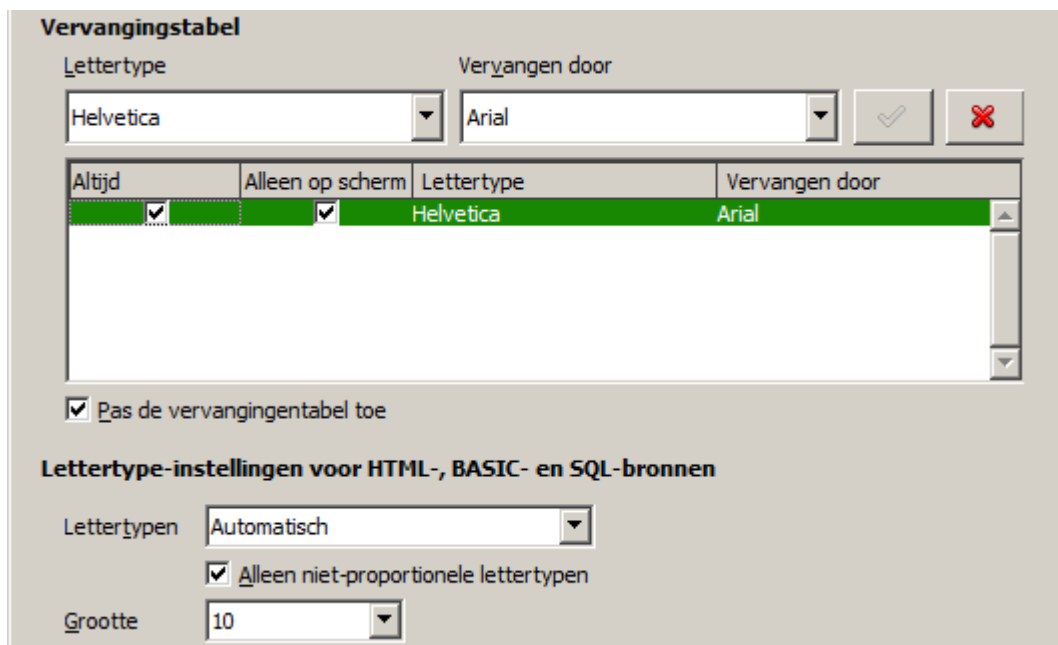 Vervangingstabel
Lettertype Vervangen door
Helvetica Arial
Altijd Alleen op scherm Lettertype Vervangen door
Helvetica Arial
Pas de vervangingentabel toe
Lettertype-instellingen voor HTML-, BASIC- en SQL-bronnen
Lettertypen Automatisch
Alleen niet-proportionele lettertypen
Grootte 10